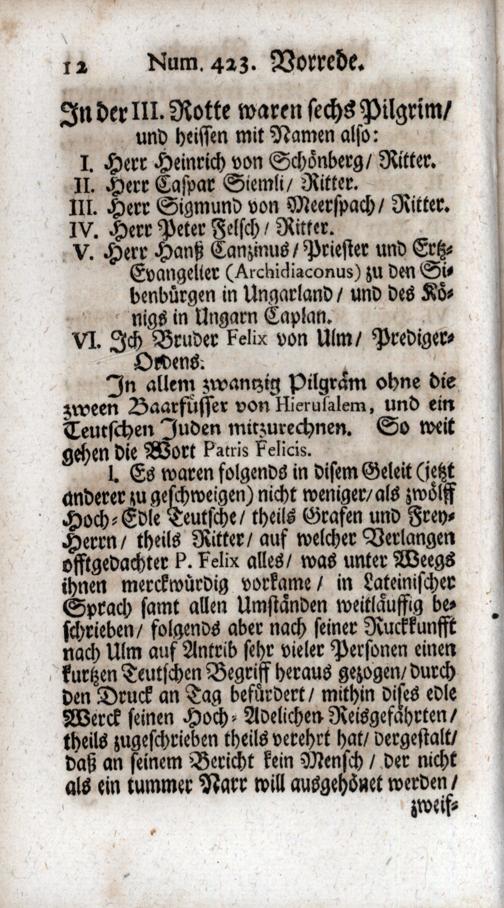 12 Num. 423. Vorrede.
In der III. Rotte waren sechs Pilgrim/
und heissen mit Namen also:
I. Herr Heinrich von Schönberg/ Ritter.
II. Herr Caspar Siemli/ Ritter.
III. Herr Sigmund von Meerspach/ Ritter.
IV. Herr Peter Felsch/ Ritter.
V. Herr Hanß Canzinus/ Priester und Ertz-
Evangelier (Archidiaconus) zu den Si-
benbürgen in Ungarland/ und des Kö-
nigs in Ungarn Caplan.
VI. Ich Bruder Felix von Ulm/ Prediger-
Ordens.
In allem zwantzig Pilgräm ohne die
zween Baarfüsser von Hierusalem, und ein
Teutschen Juden mitzurechnen. So weit
gehen die Wort Patris Felicis.
I. Es waren folgends in disem Geleit (jetzt
anderer zu geschweigen) nicht weniger/ als zwölff
Hoch-Edle Teutsche/ theils Grafen und Frey-
Herrn/ theils Ritter/ auf welcher Verlangen
offtgedachter P. Felix alles/ was unter Weegs
ihnen merckwürdig vorkame/ in Lateinischer
Sprach samt allen Umständen weitläuffig be-
schrieben/ folgends aber nach seiner Ruckkunfft
nach Ulm auf Antrib sehr vieler Personen einen
kurtzen Teutschen Begriff heraus gezogen/ durch
den Druck an Tag befürdert/ mithin dises edle
Werck seinen Hoch-Adelichen Reisgefährten/
theils zugeschrieben theils verehrt hat/ dergestalt/
daß an seinem Bericht kein Mensch/ der nicht
als ein tummer Narr will ausgehönet werden/
zweif-